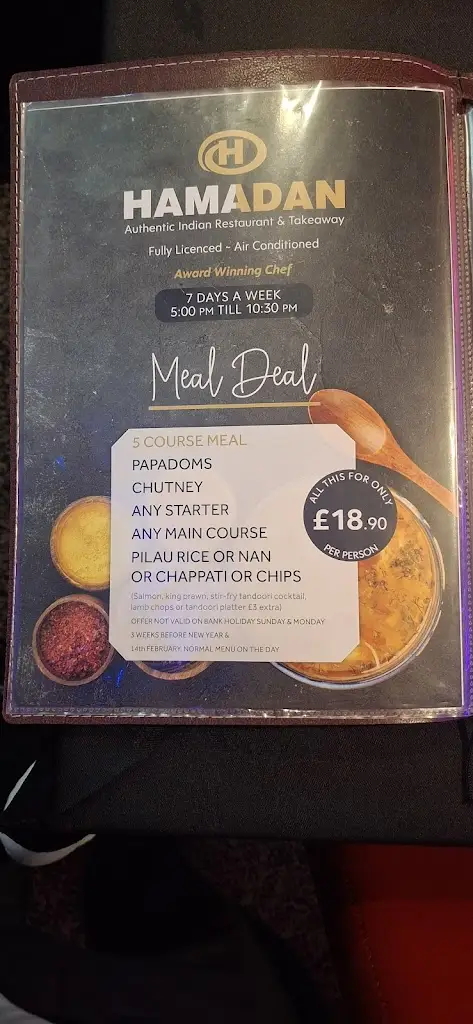 H
HAMADAN
Authentic Indian Restaurant & Takeaway
Fully Licenced ~ Air Conditioned
Award Winning Chef
7 DAYS A WEEK
5:00 PM TILL 10:30 PM
Meal Deal
5 COURSE MEAL
PAPADOMS
CHUTNEY
ANY STARTER
ANY MAIN COURSE
PILAU RICE OR NAN
OR CHAPPATI OR CHIPS
(Salmon, king prawn, stir-fry tandoori cocktail,
lamb chops or tandoori platter £3 extra)
OFFER NOT VALID ON BANK HOLIDAY SUNDAY & MONDAY
3 WEEKS BEFORE NEW YEAR &
14th FEBRUARY. NORMAL MENU ON THE DAY
ALL THIS FOR ONLY
£18.90
PER PERSON